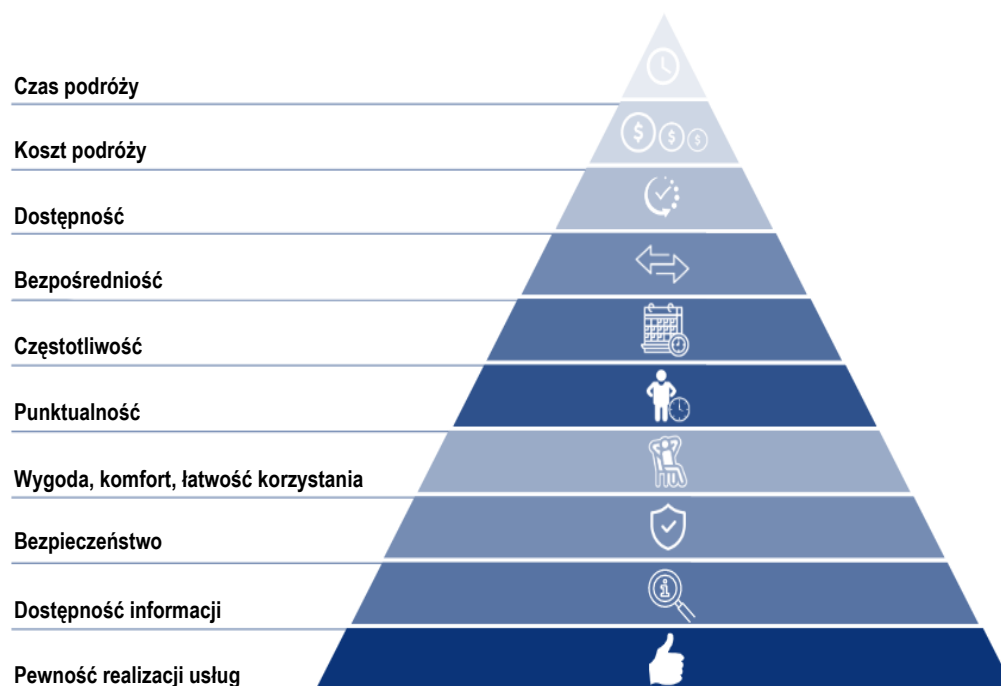 Czas podróży
Koszt podróży
Dostępność
Bezpośredniość
Częstotliwość
Punktualność
Wygoda, komfort, łatwość korzystania
Bezpieczeństwo
Dostępność informacji
Pewność realizacji usług